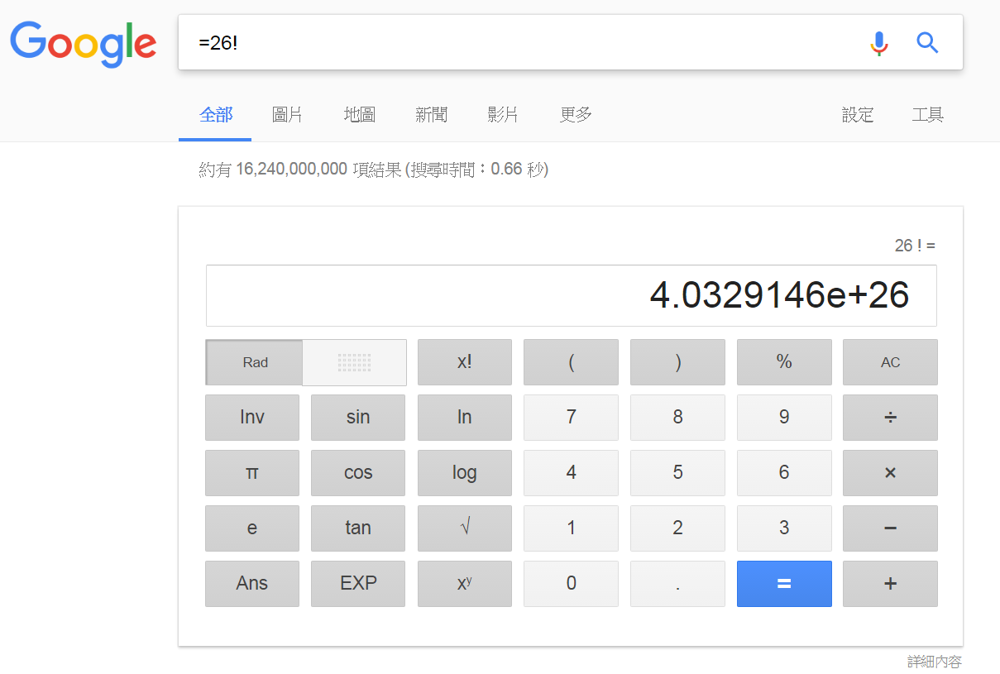 Google
=26!
全部 圖片 地圖 新聞 影片 更多 設定 工具
約有 16,240,000,000 項結果 (搜尋時間：0.66 秒)
26 ! =
4.0329146e+26
Rad x! ( ) % AC
Inv sin ln 7 8 9 ÷
π cos log 4 5 6 ×
e tan √ 1 2 3 −
Ans EXP xʸ 0 . = +
詳細內容